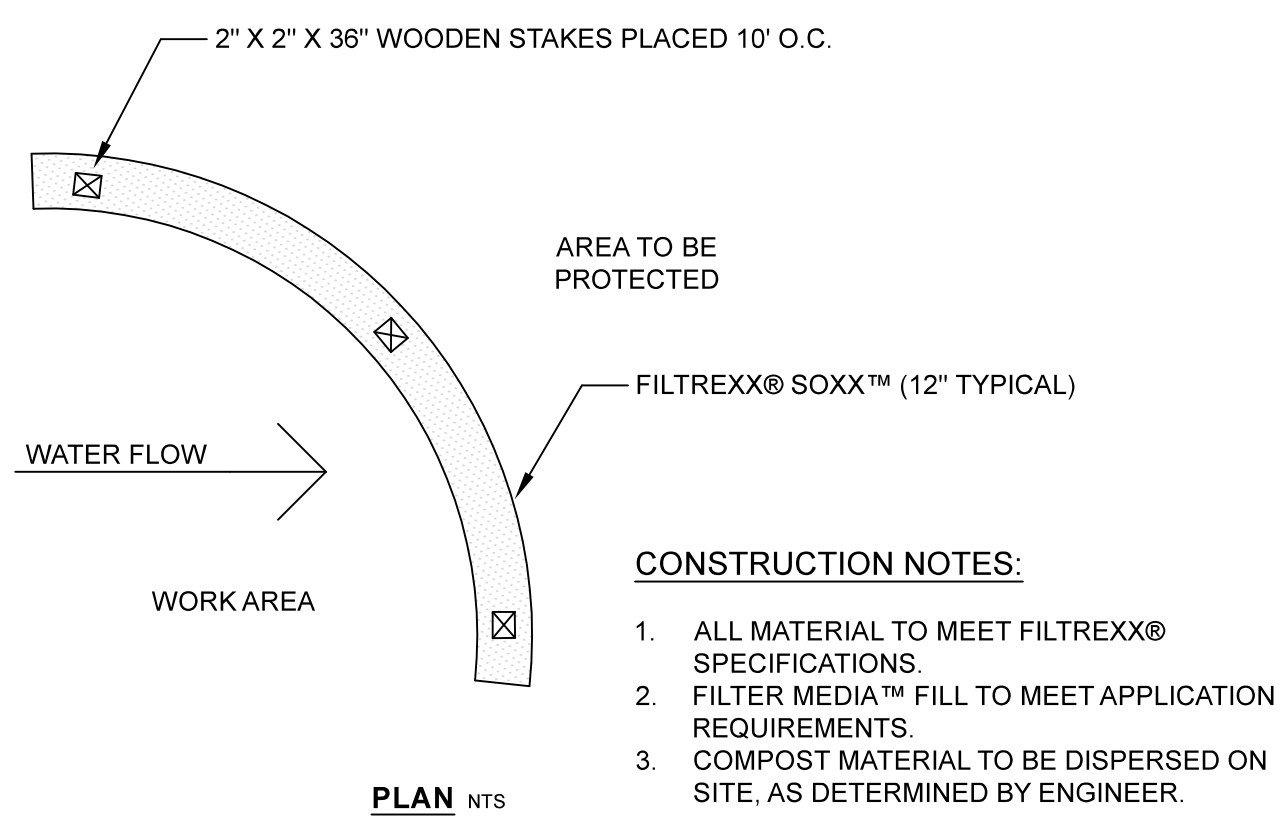 2" X 2" X 36" WOODEN STAKES PLACED 10' O.C.
AREA TO BE
PROTECTED
FILTREXX® SOXX™ (12" TYPICAL)
WATER FLOW
WORK AREA
CONSTRUCTION NOTES:
1. ALL MATERIAL TO MEET FILTREXX®
SPECIFICATIONS.
2. FILTER MEDIA™ FILL TO MEET APPLICATION
REQUIREMENTS.
3. COMPOST MATERIAL TO BE DISPERSED ON
SITE, AS DETERMINED BY ENGINEER.
PLAN NTS